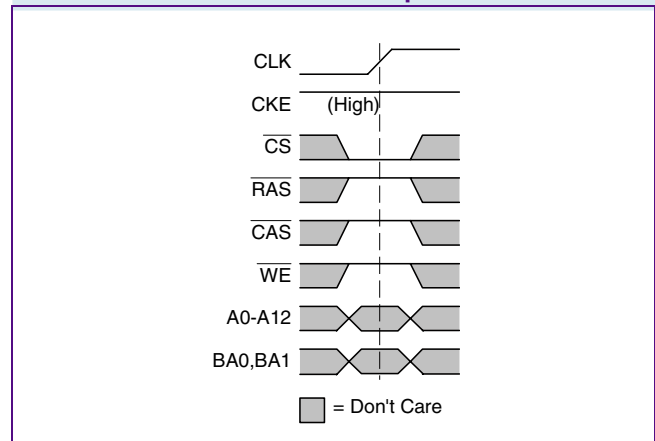 CLK
CKE (High)
CS
RAS
CAS
WE
A0-A12
BA0,BA1
= Don't Care